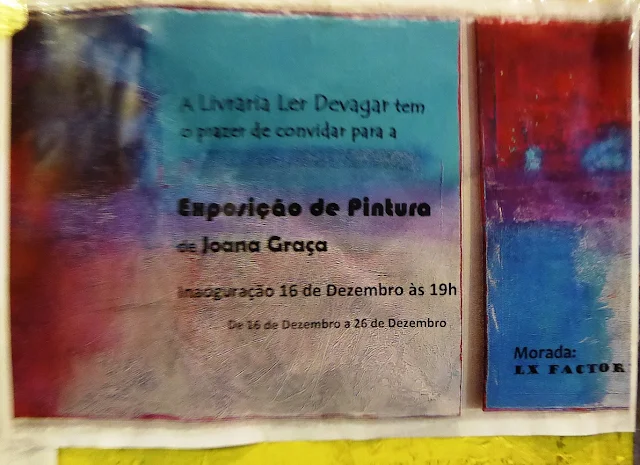 A Livraria Ler Devagar tem
o prazer de convidar para a
Exposição de Pintura
de Joana Graça
Inauguração 16 de Dezembro às 19h
De 16 de Dezembro a 26 de Dezembro
Morada:
LX FACTOR